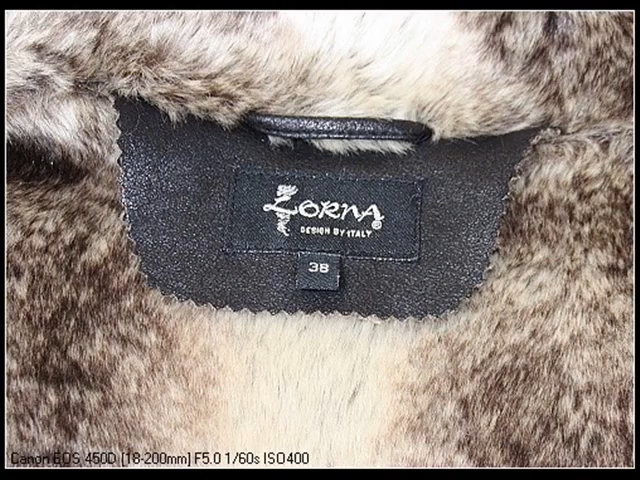 LORNA®
DESIGN BY ITALY
38
Canon EOS 450D [18-200mm] F5.0 1/60s ISO400